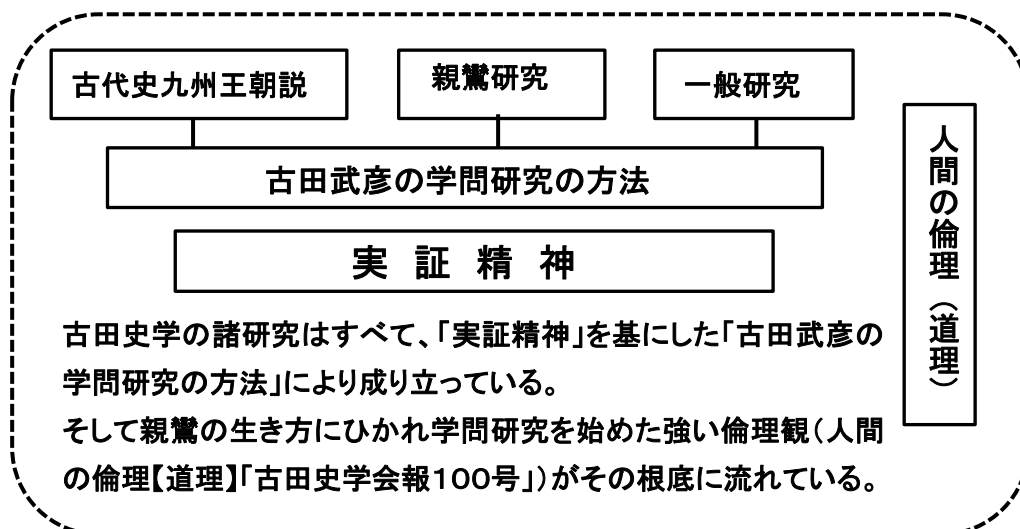 古代史九州王朝説
親鸞研究
一般研究
古田武彦の学問研究の方法
実証精神
人間の倫理（道理）
古田史学の諸研究はすべて、「実証精神」を基にした「古田武彦の
学問研究の方法」により成り立っている。
そして親鸞の生き方にひかれ学問研究を始めた強い倫理観（人間
の倫理【道理】「古田史学会報１００号」）がその根底に流れている。